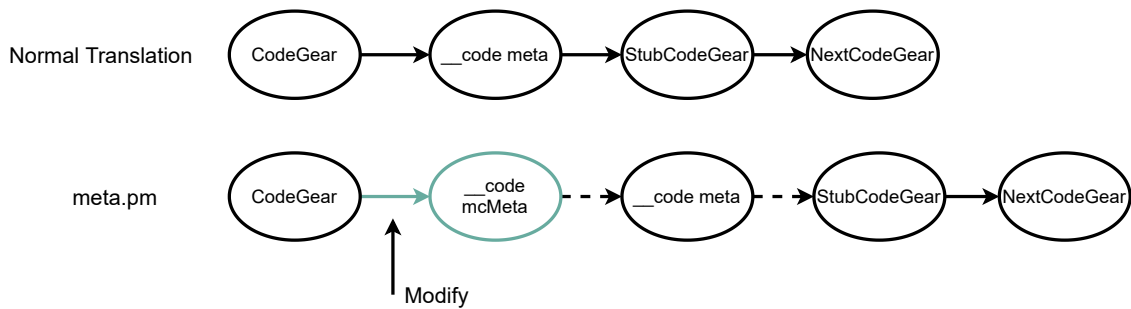 Normal Translation
CodeGear
__code meta
StubCodeGear
NextCodeGear
meta.pm
CodeGear
__code
mcMeta
__code meta
StubCodeGear
NextCodeGear
Modify